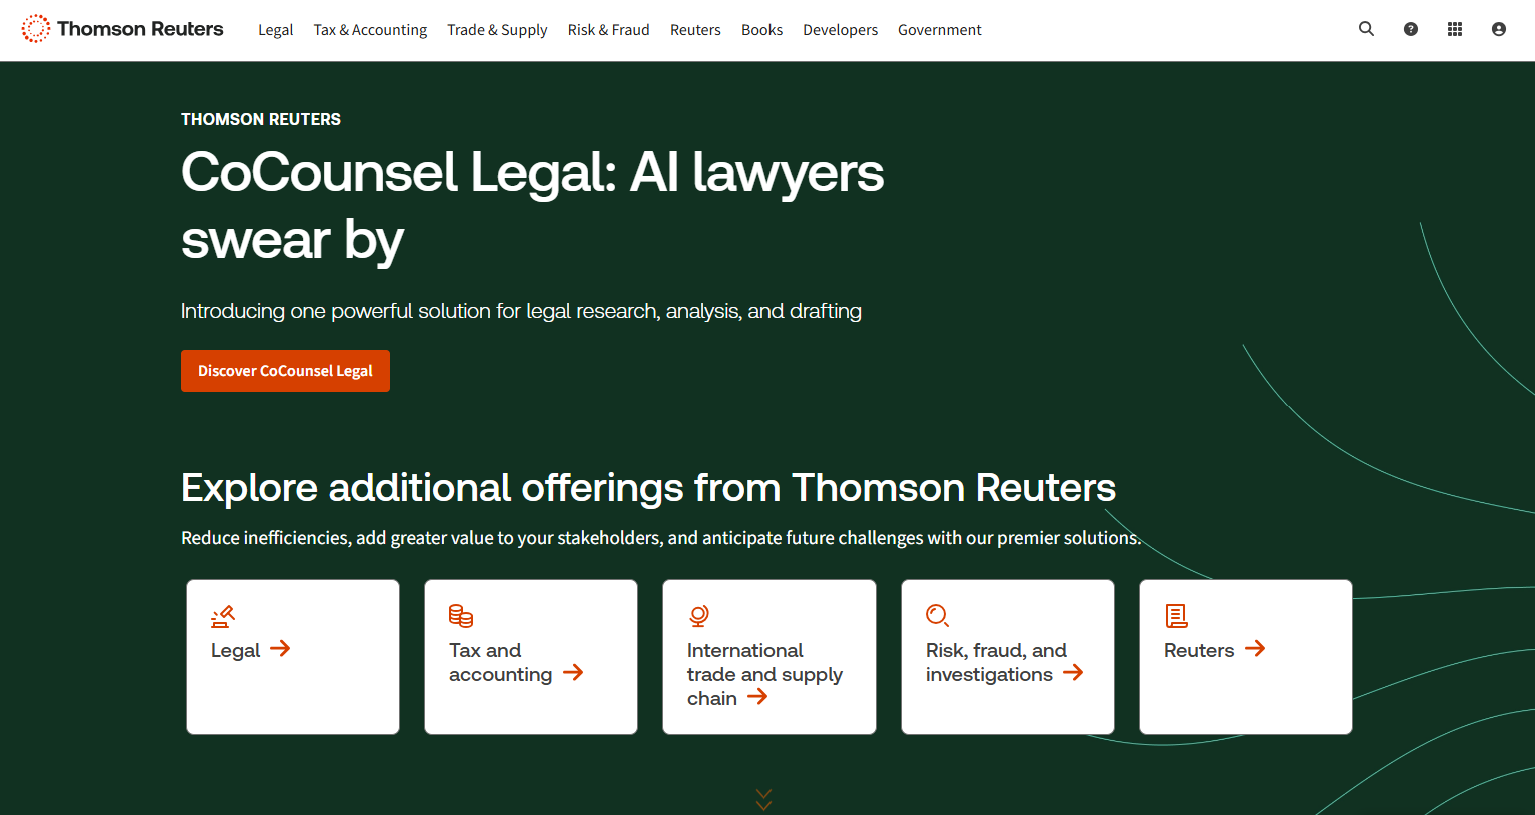 Thomson Reuters
Legal
Tax & Accounting
Trade & Supply
Risk & Fraud
Reuters
Books
Developers
Government
THOMSON REUTERS
CoCounsel Legal: AI lawyers
swear by
Introducing one powerful solution for legal research, analysis, and drafting
Discover CoCounsel Legal
Explore additional offerings from Thomson Reuters
Reduce inefficiencies, add greater value to your stakeholders, and anticipate future challenges with our premier solutions.
Legal
Tax and
accounting
International
trade and supply
chain
Risk, fraud, and
investigations
Reuters